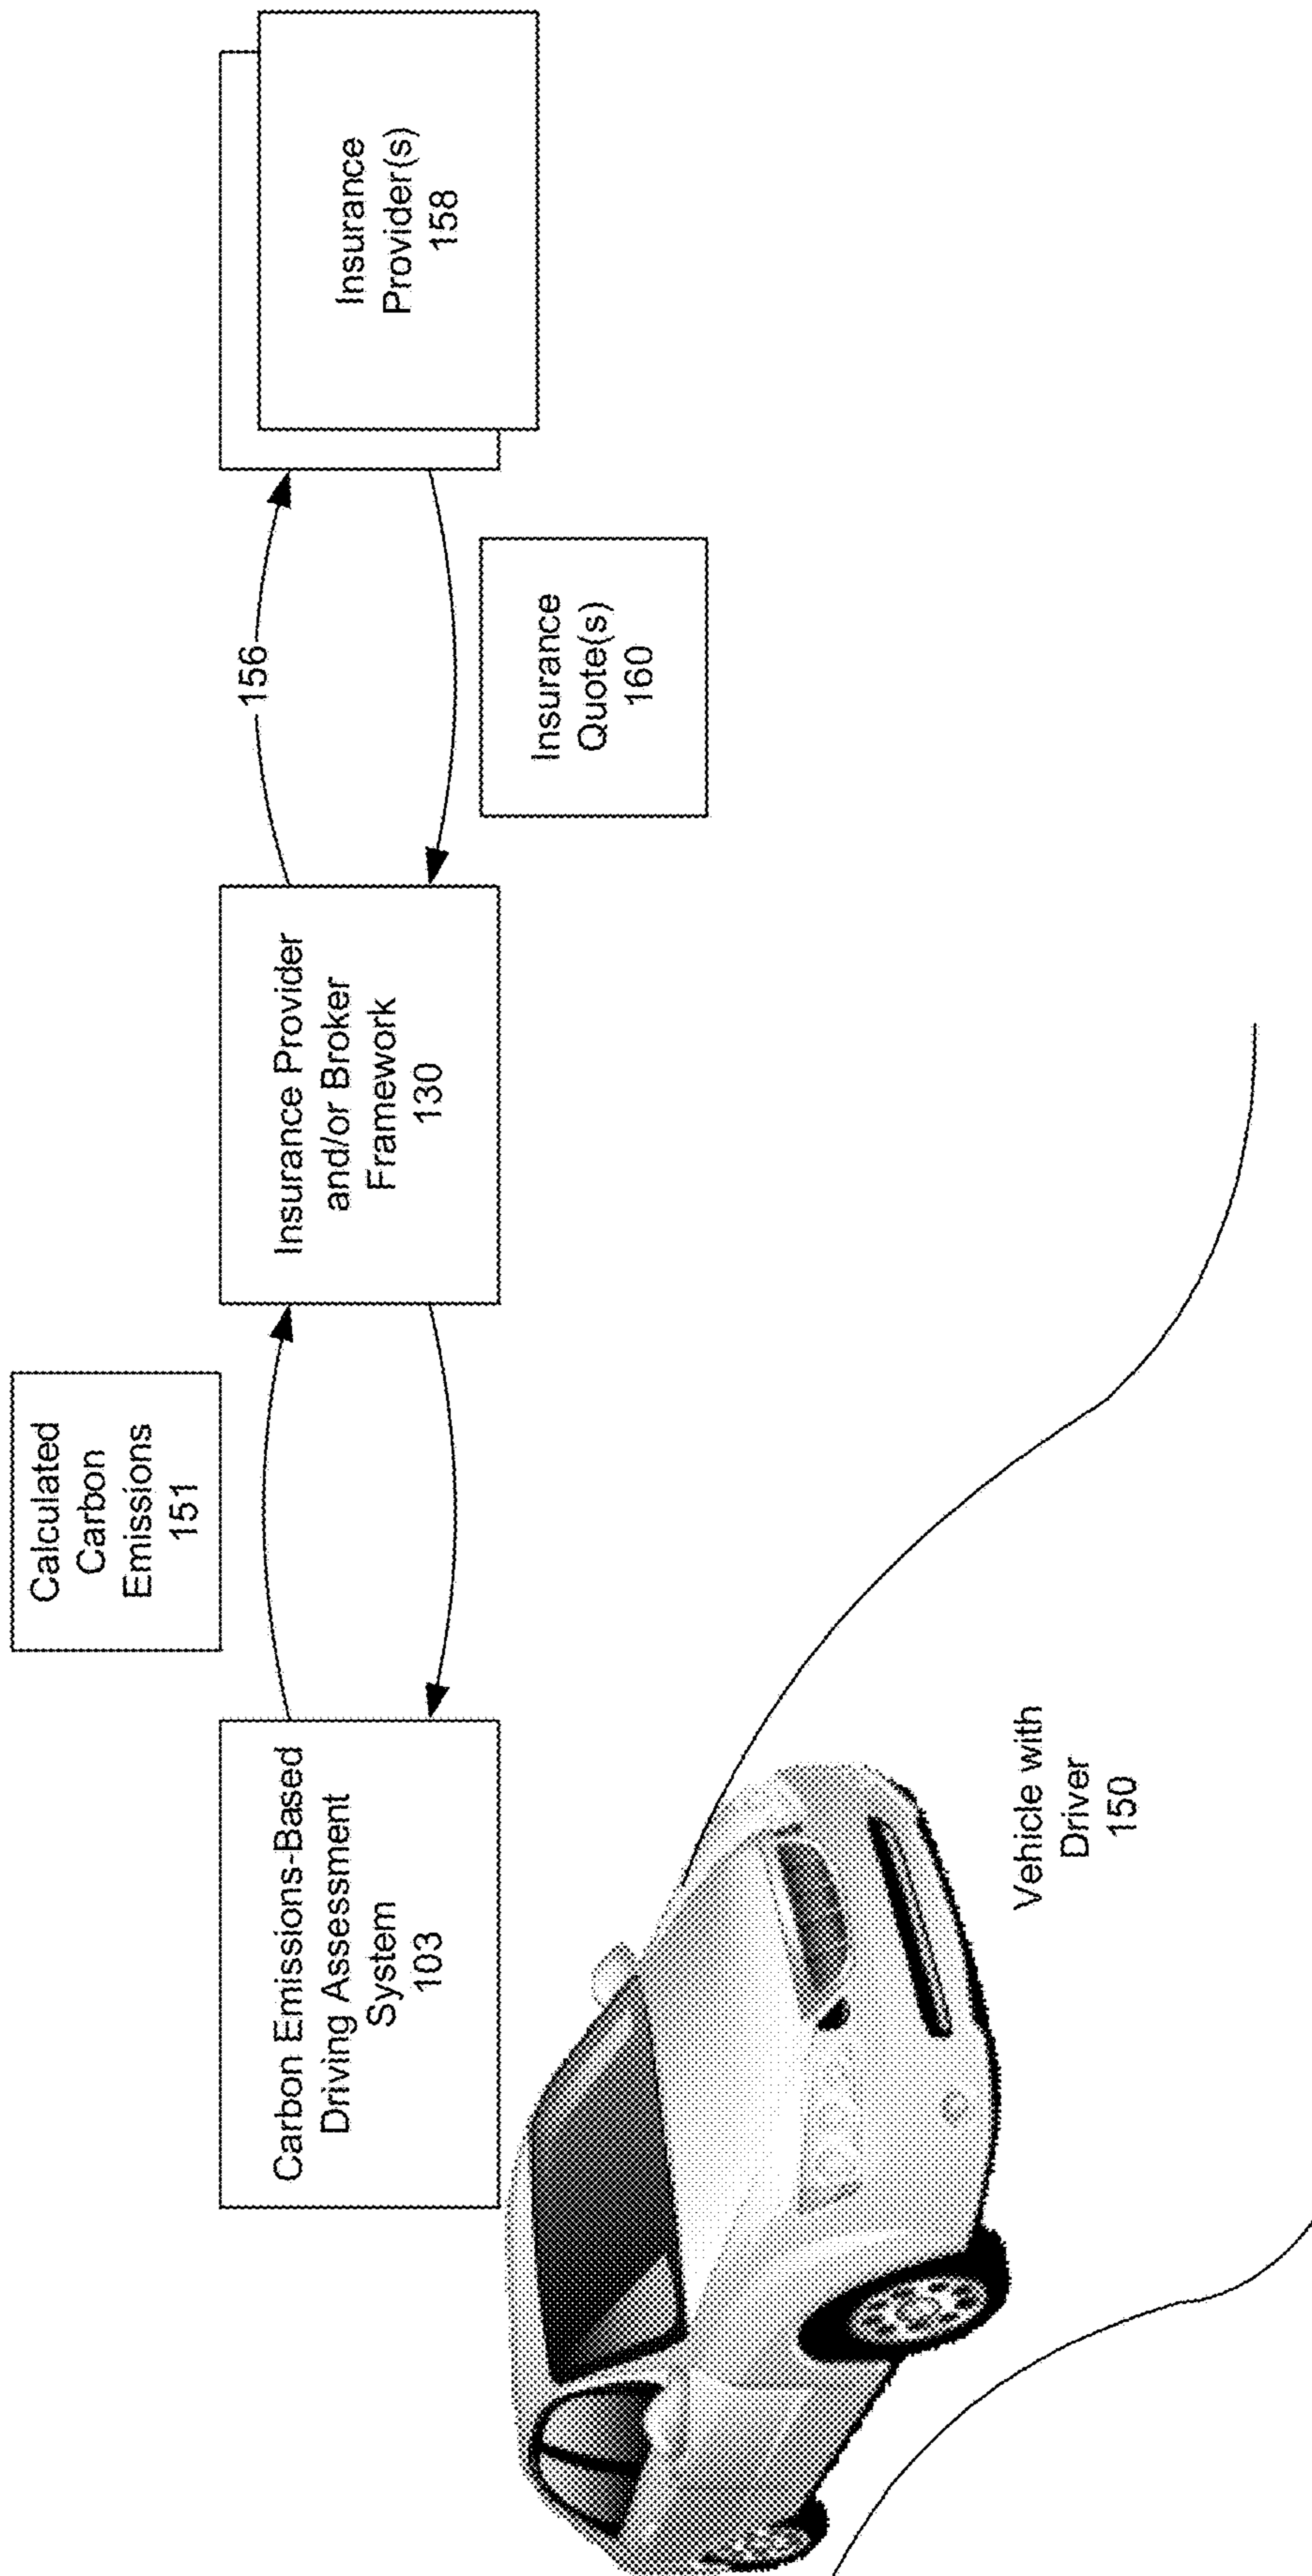 Calculated
Carbon
Emissions
151
Carbon Emissions-Based
Driving Assessment
System
103
Insurance Provider
and/or Broker
Framework
130
156
Insurance
Provider(s)
158
Insurance
Quote(s)
160
Vehicle with
Driver
150